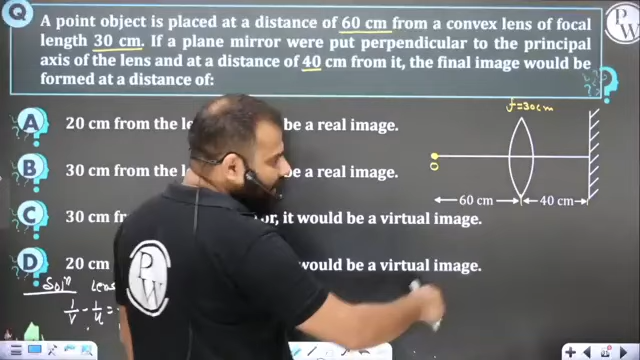 Q
A point object is placed at a distance of 60 cm from a convex lens of focal
length 30 cm. If a plane mirror were put perpendicular to the principal
axis of the lens and at a distance of 40 cm from it, the final image would be
formed at a distance of:
PW
A 20 cm from the be a real image.
B 30 cm from the be a real image.
C 30 cm it would be a virtual image.
D 20 cm would be a virtual image.
f=30cm
O
60 cm 40 cm
Soln
1/v - 1/u =
PW